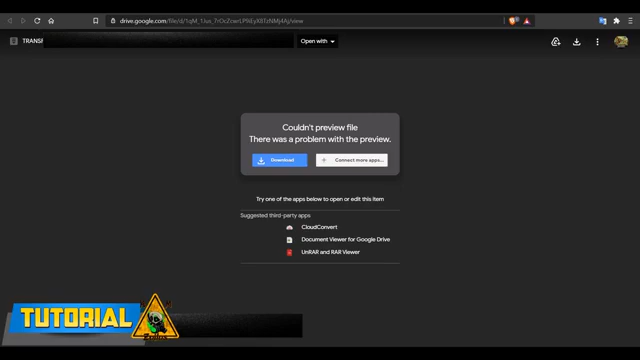 drive.google.com/file/d/1qM_1Jus_7rOcZcwrLP9iEyX8TzNMj4Aj/view
TRANSF
Open with
Couldn't preview file
There was a problem with the preview.
Download
+ Connect more apps...
Try one of the apps below to open or edit this item
Suggested third-party apps
CloudConvert
Document Viewer for Google Drive
UnRAR and RAR Viewer
TUTORIAL